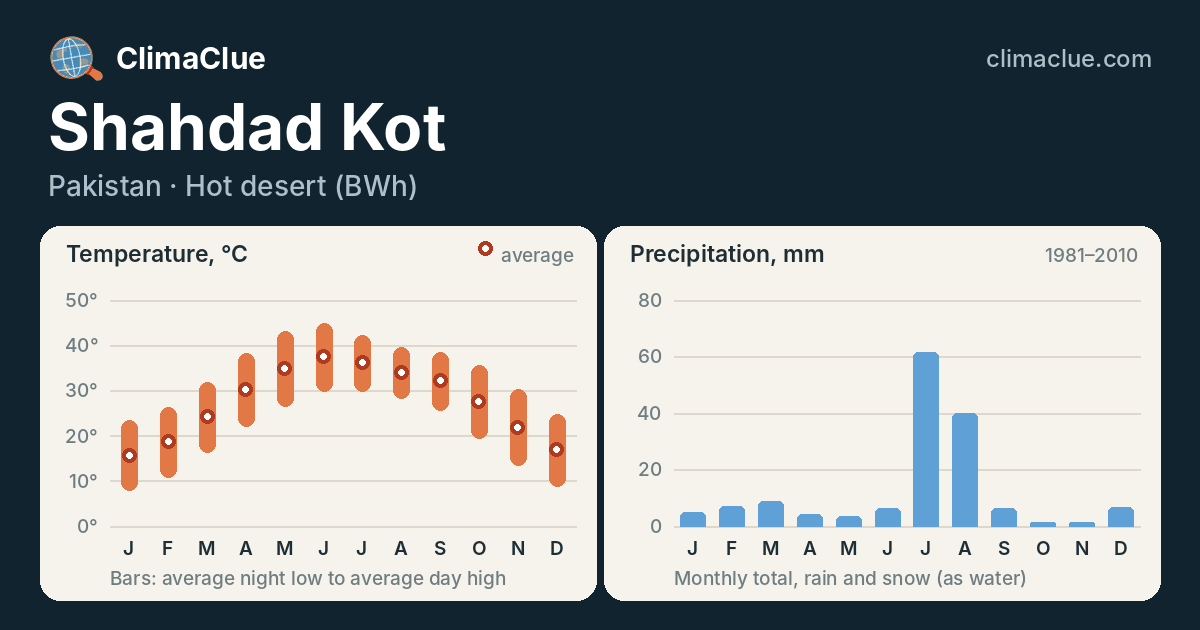 ClimaClue
climaclue.com
Shahdad Kot
Pakistan · Hot desert (BWh)
Temperature, °C
average
50°
40°
30°
20°
10°
0°
J F M A M J J A S O N D
Bars: average night low to average day high
Precipitation, mm
1981–2010
80
60
40
20
0
J F M A M J J A S O N D
Monthly total, rain and snow (as water)